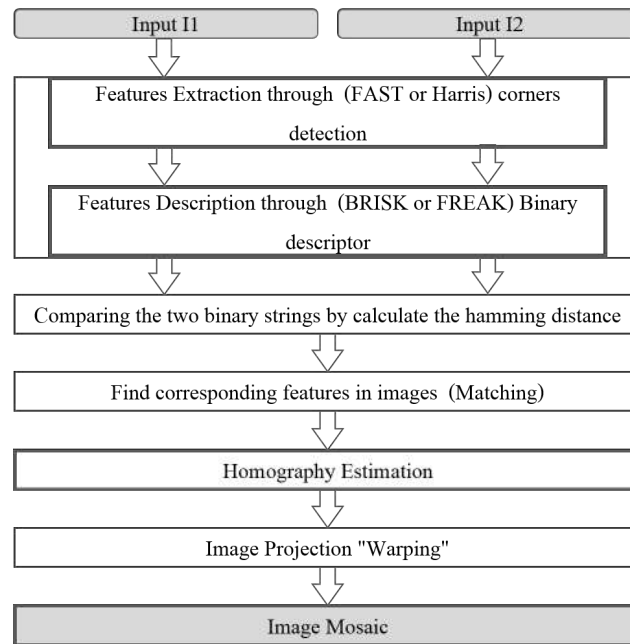 Input I1
Input I2
Features Extraction through (FAST or Harris) corners
detection
Features Description through (BRISK or FREAK) Binary
descriptor
Comparing the two binary strings by calculate the hamming distance
Find corresponding features in images (Matching)
Homography Estimation
Image Projection "Warping"
Image Mosaic